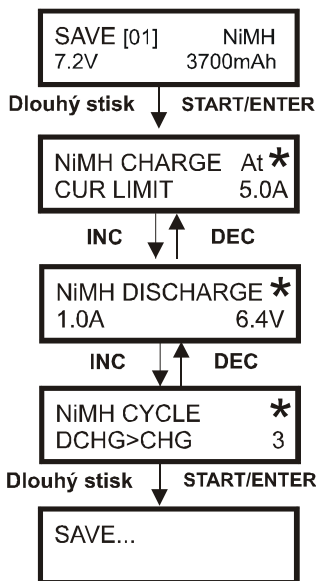 SAVE [01] NiMH
7.2V 3700mAh
Dlouhý stisk START/ENTER
NiMH CHARGE At *
CUR LIMIT 5.0A
INC DEC
NiMH DISCHARGE *
1.0A 6.4V
INC DEC
NiMH CYCLE *
DCHG>CHG 3
Dlouhý stisk START/ENTER
SAVE...